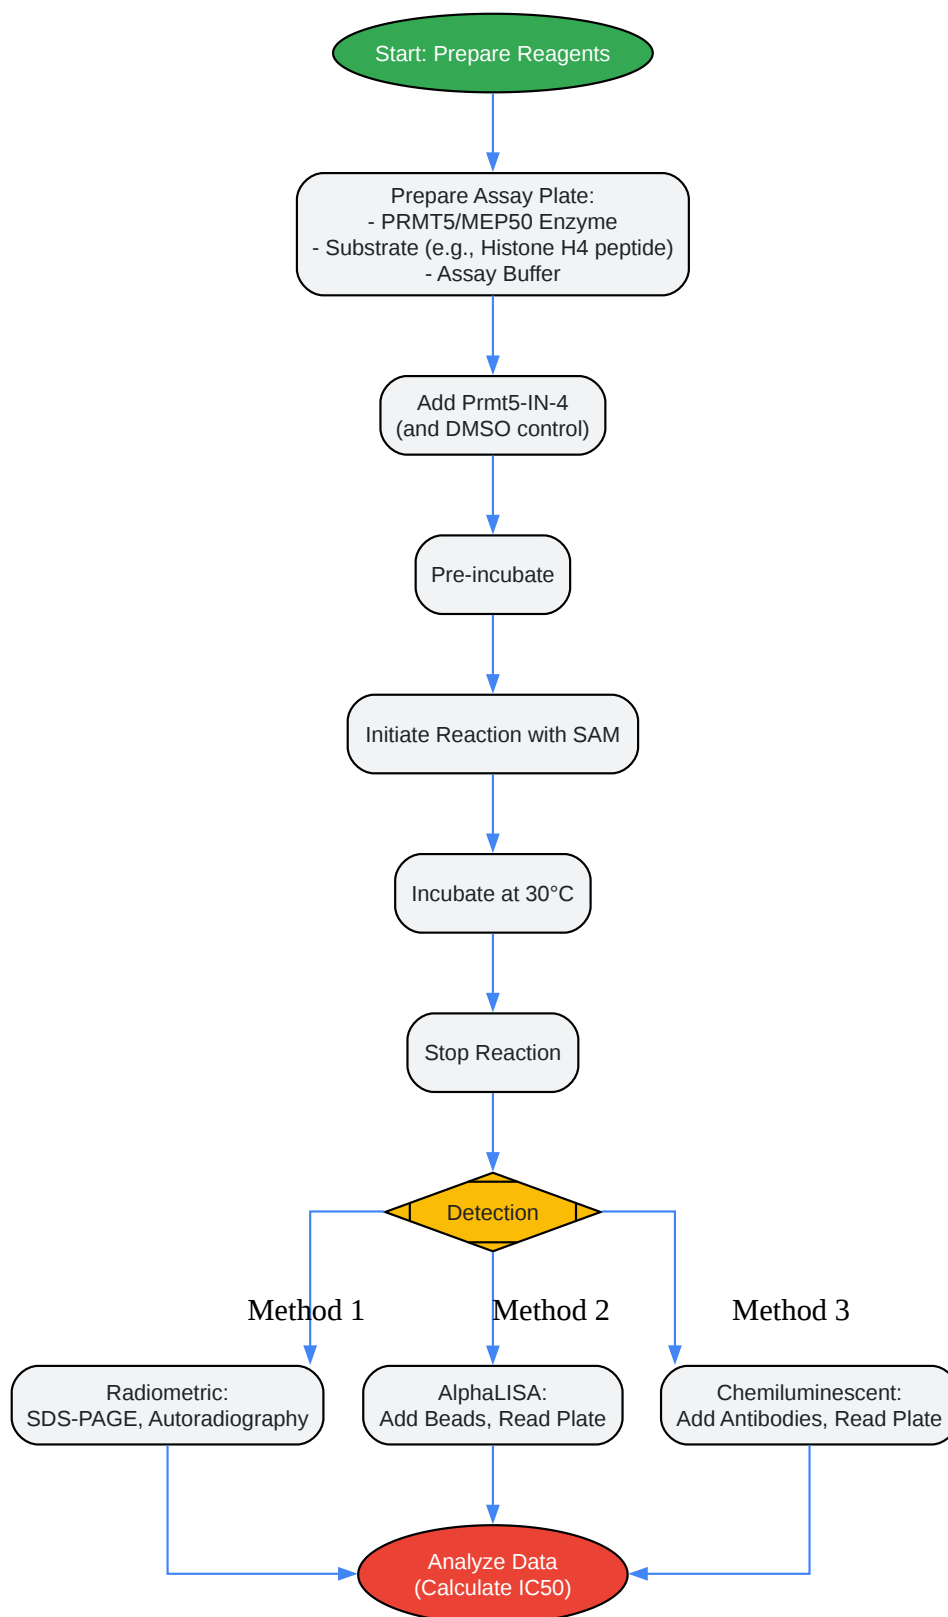 Start: Prepare Reagents
Prepare Assay Plate:
- PRMT5/MEP50 Enzyme
- Substrate (e.g., Histone H4 peptide)
- Assay Buffer
Add Prmt5-IN-4
(and DMSO control)
Pre-incubate
Initiate Reaction with SAM
Incubate at 30°C
Stop Reaction
Detection
Method 1
Method 2
Method 3
Radiometric:
SDS-PAGE, Autoradiography
AlphaLISA:
Add Beads, Read Plate
Chemiluminescent:
Add Antibodies, Read Plate
Analyze Data
(Calculate IC50)